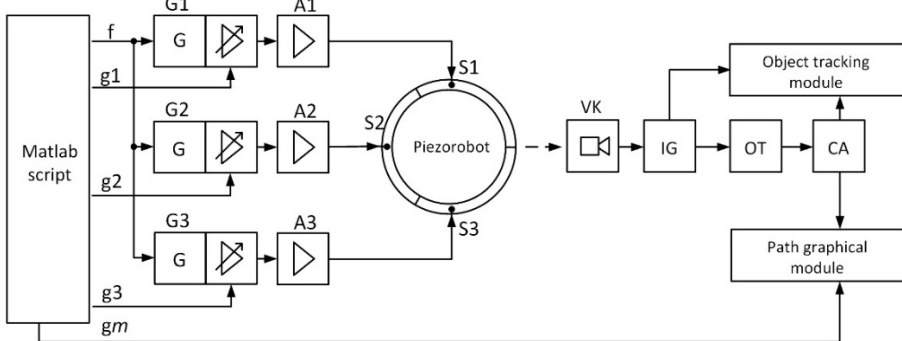 G1
A1
f
G
g1
S1
Object tracking
module
G2
A2
S2
VK
Matlab
script
G
Piezorobot
IG
OT
CA
g2
G3
A3
S3
G
Path graphical
module
g3
gm